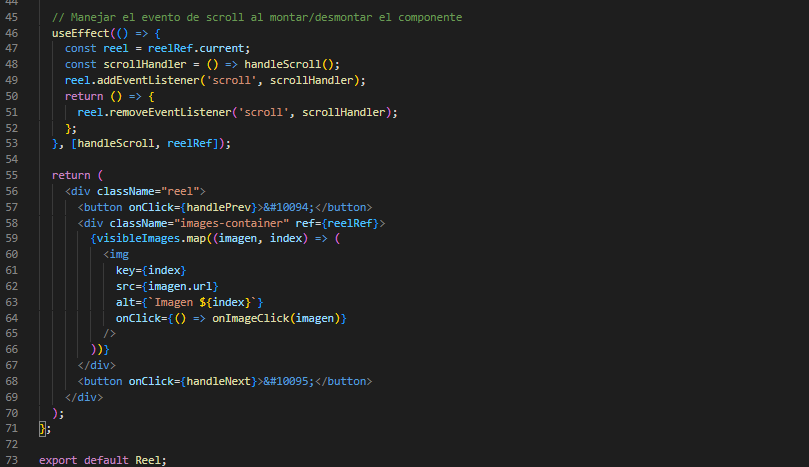 44
45 // Manejar el evento de scroll al montar/desmontar el componente
46 useEffect(() => {
47 const reel = reelRef.current;
48 const scrollHandler = () => handleScroll();
49 reel.addEventListener('scroll', scrollHandler);
50 return () => {
51 reel.removeEventListener('scroll', scrollHandler);
52 };
53 }, [handleScroll, reelRef]);
54
55 return (
56 <div className="reel">
57 <button onClick={handlePrev}>&#10094;</button>
58 <div className="images-container" ref={reelRef}>
59 {visibleImages.map((imagen, index) => (
60 <img
61 key={index}
62 src={imagen.url}
63 alt={`Imagen ${index}`}
64 onClick={() => onImageClick(imagen)}
65 />
66 ))}
67 </div>
68 <button onClick={handleNext}>&#10095;</button>
69 </div>
70 );
71 };
72
73 export default Reel;